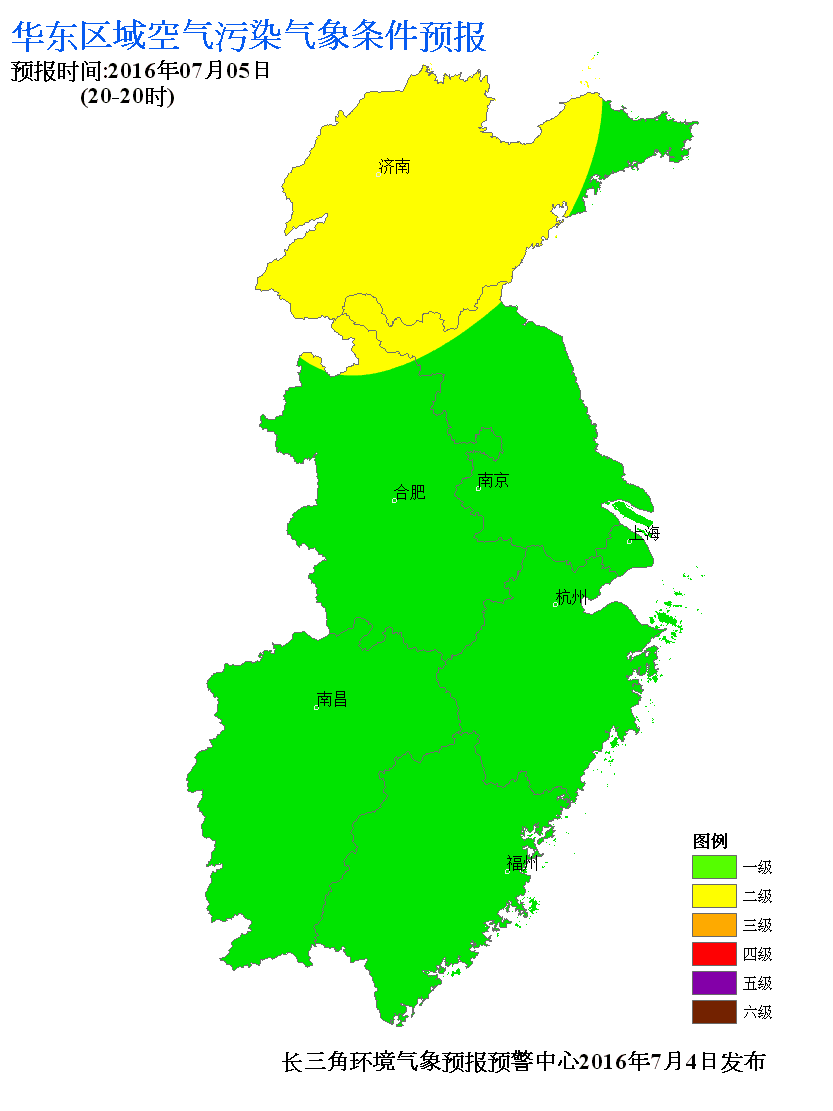 华东区域空气污染气象条件预报
预报时间:2016年07月05日
(20-20时)
济南
合肥
南京
上海
杭州
南昌
福州
图例
一级
二级
三级
四级
五级
六级
长三角环境气象预报预警中心2016年7月4日发布